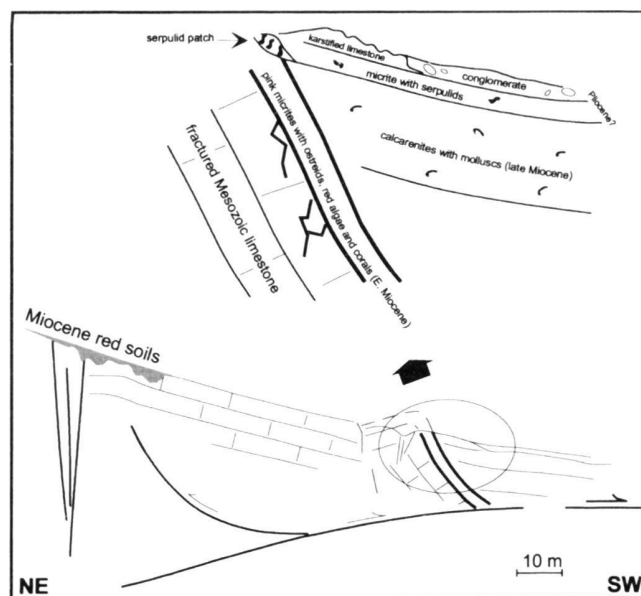 serpulid patch
karstified limestone
conglomerate
micrite with serpulids
Pliocene?
calcarenites with molluscs (late Miocene)
pink micrites with ostreids, red algae and corals (E. Miocene)
fractured Mesozoic limestone
Miocene red soils
10 m
NE
SW